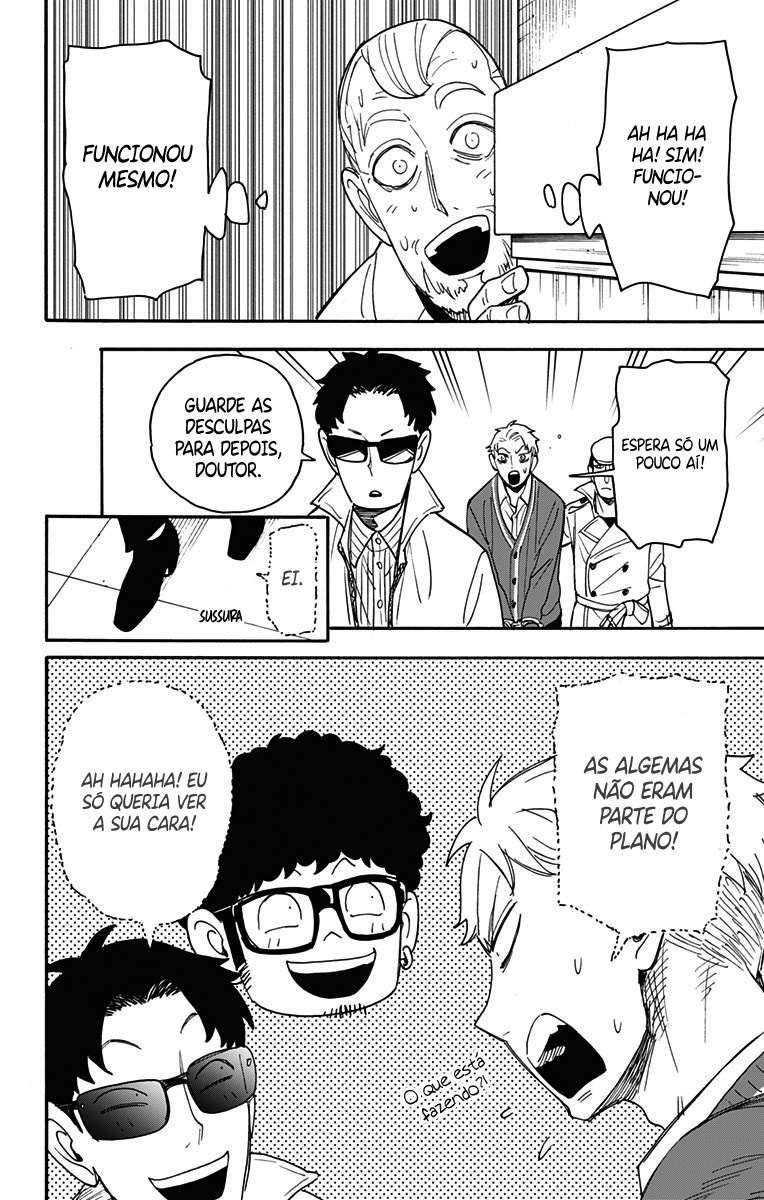 AH HA HA
HA! SIM!
FUNCIO-
NOU!
FUNCIONOU
MESMO!
ESPERA SÓ UM
POUCO AÍ!
GUARDE AS
DESCULPAS
PARA DEPOIS,
DOUTOR.
EI.
SUSSURA
AS ALGEMAS
NÃO ERAM
PARTE DO
PLANO!
AH HAHAHA! EU
SÓ QUERIA VER
A SUA CARA!
O que está
fazendo?!